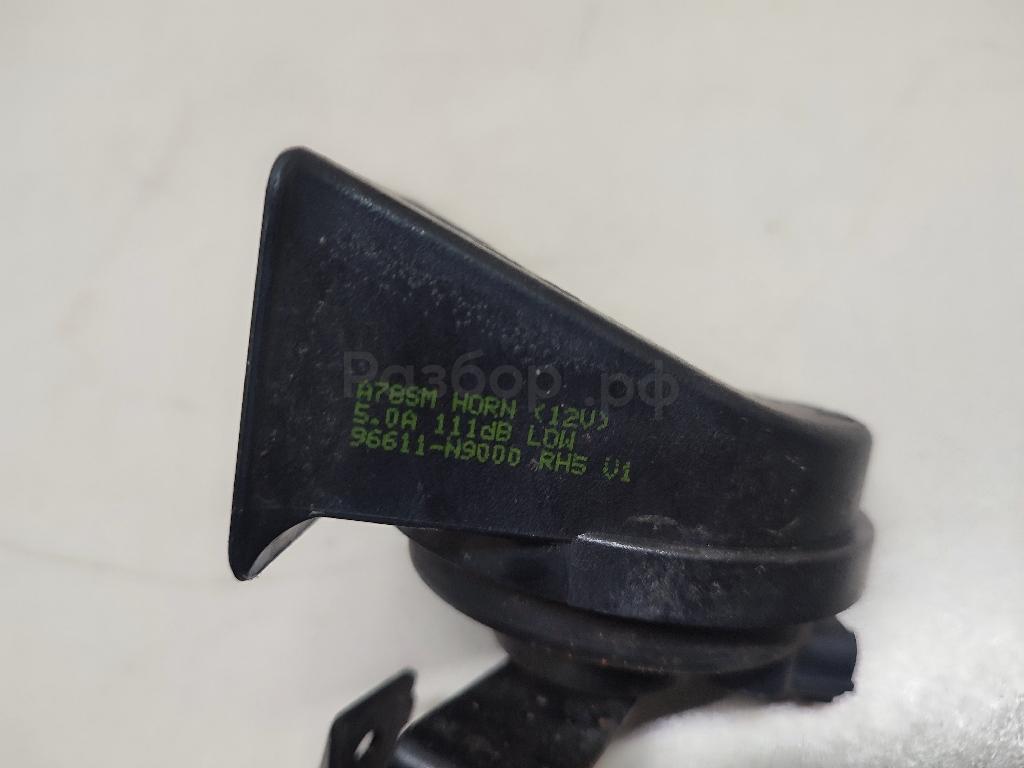 Разбор.рф
A78SM HORN (12V)
5.0A 111dB LOW
96611-N9000 RH5 V1